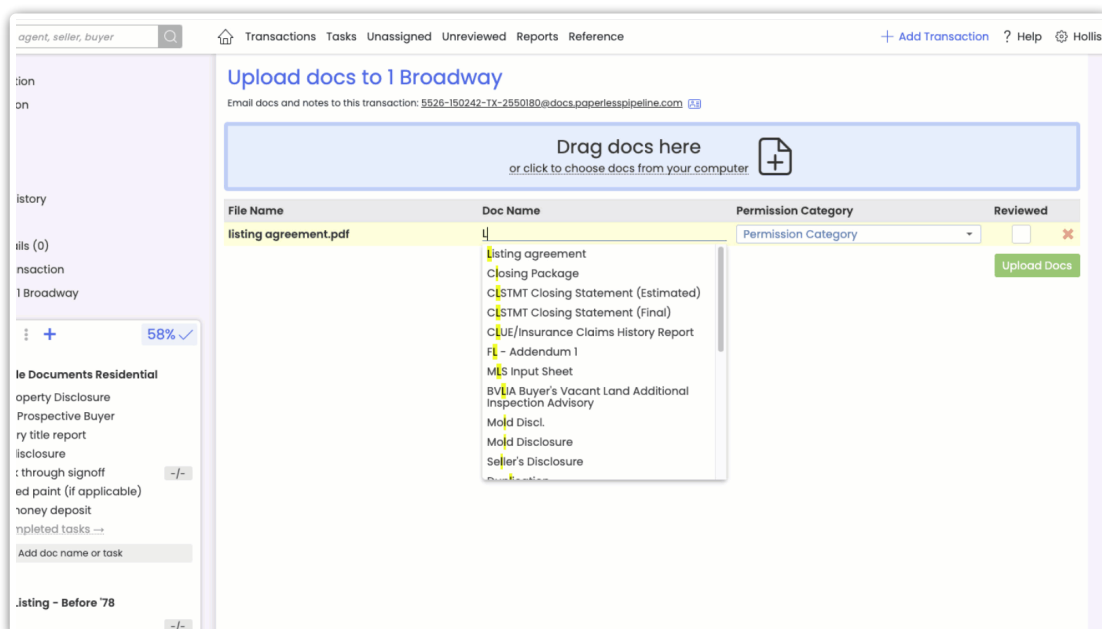 agent, seller, buyer
Transactions Tasks Unassigned Unreviewed Reports Reference
+ Add Transaction ? Help Hollis
Upload docs to 1 Broadway
Email docs and notes to this transaction: 5526-150242-TX-2550180@docs.paperlesspipeline.com
Drag docs here
or click to choose docs from your computer
File Name Doc Name Permission Category Reviewed
listing agreement.pdf L Permission Category
Upload Docs
Listing agreement
Closing Package
CLSTMT Closing Statement (Estimated)
CLSTMT Closing Statement (Final)
CLUE/Insurance Claims History Report
FL - Addendum 1
MLS Input Sheet
BVLIA Buyer's Vacant Land Additional
Inspection Advisory
Mold Discl.
Mold Disclosure
Seller's Disclosure
tion
on
istory
ails (0)
nsaction
1 Broadway
58%
le Documents Residential
operty Disclosure
Prospective Buyer
ry title report
isclosure
through signoff -/-
ed paint (if applicable)
oney deposit
mpleted tasks →
Add doc name or task
isting - Before '78
-/-